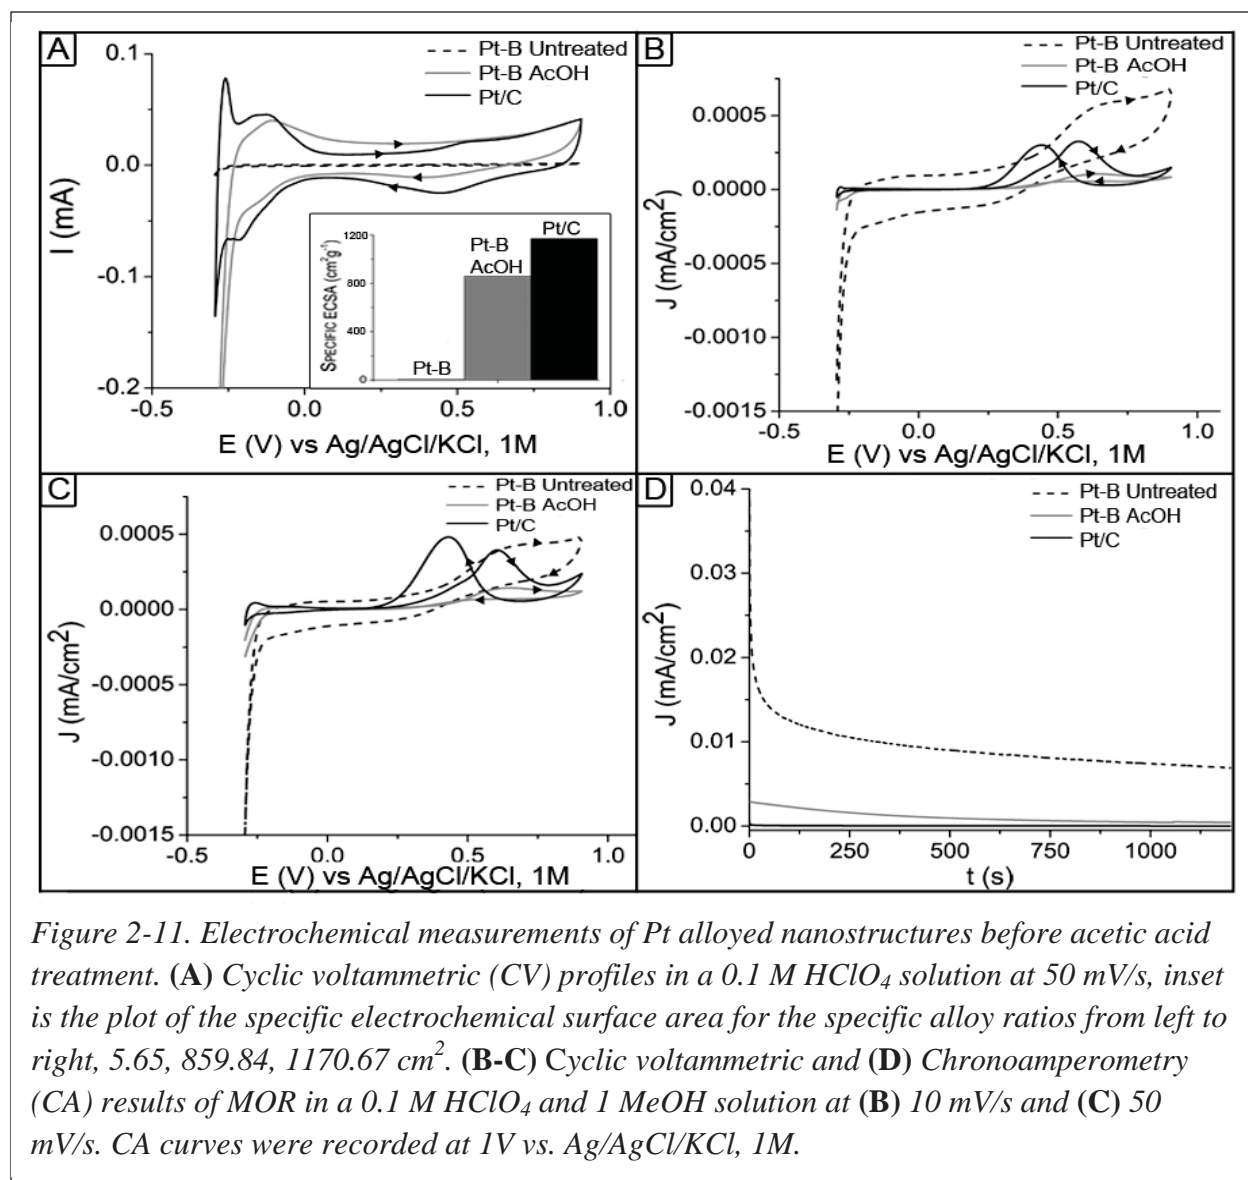 A
Pt-B Untreated
Pt-B AcOH
Pt/C
0.1
0.0
-0.1
-0.2
I (mA)
-0.5
0.0
0.5
1.0
E (V) vs Ag/AgCl/KCl, 1M
SPECIFIC ECSA (cm²g⁻¹)
1200
800
400
0
Pt-B
Pt-B
AcOH
Pt/C
B
Pt-B Untreated
Pt-B AcOH
Pt/C
0.0005
0.0000
-0.0005
-0.0010
-0.0015
J (mA/cm²)
-0.5
0.0
0.5
1.0
E (V) vs Ag/AgCl/KCl, 1M
C
Pt-B Untreated
Pt-B AcOH
Pt/C
0.0005
0.0000
-0.0005
-0.0010
-0.0015
J (mA/cm²)
-0.5
0.0
0.5
1.0
E (V) vs Ag/AgCl/KCl, 1M
D
Pt-B Untreated
Pt-B AcOH
Pt/C
0.04
0.03
0.02
0.01
0.00
J (mA/cm²)
0
250
500
750
1000
t (s)
Figure 2-11. Electrochemical measurements of Pt alloyed nanostructures before acetic acid
treatment. (A) Cyclic voltammetric (CV) profiles in a 0.1 M HClO₄ solution at 50 mV/s, inset
is the plot of the specific electrochemical surface area for the specific alloy ratios from left to
right, 5.65, 859.84, 1170.67 cm². (B-C) Cyclic voltammetric and (D) Chronoamperometry
(CA) results of MOR in a 0.1 M HClO₄ and 1 MeOH solution at (B) 10 mV/s and (C) 50
mV/s. CA curves were recorded at 1V vs. Ag/AgCl/KCl, 1M.